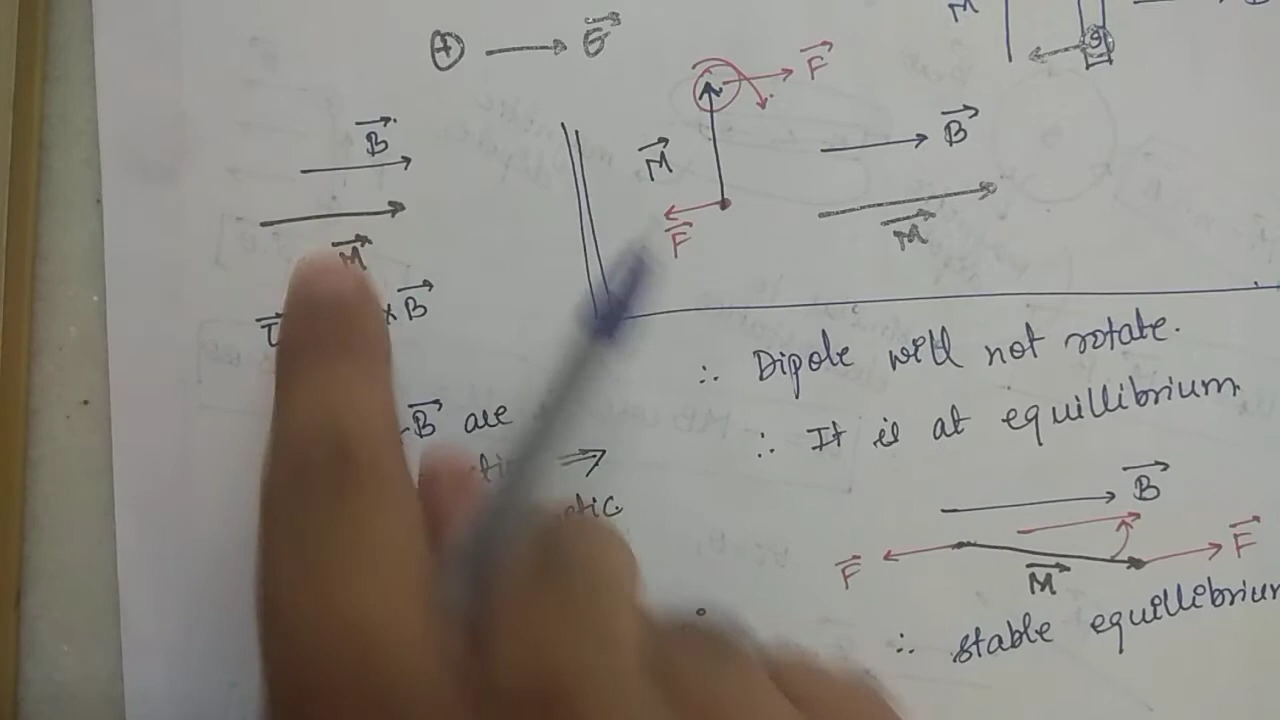 ⊕ → E⃗
M
F⃗
B⃗
M⃗
B⃗
M⃗
F⃗
M⃗
× B⃗
B⃗ are
∴ Dipole will not rotate.
∴ It is at equillibrium.
B⃗
F⃗
M⃗
F⃗
∴ stable equillibrium